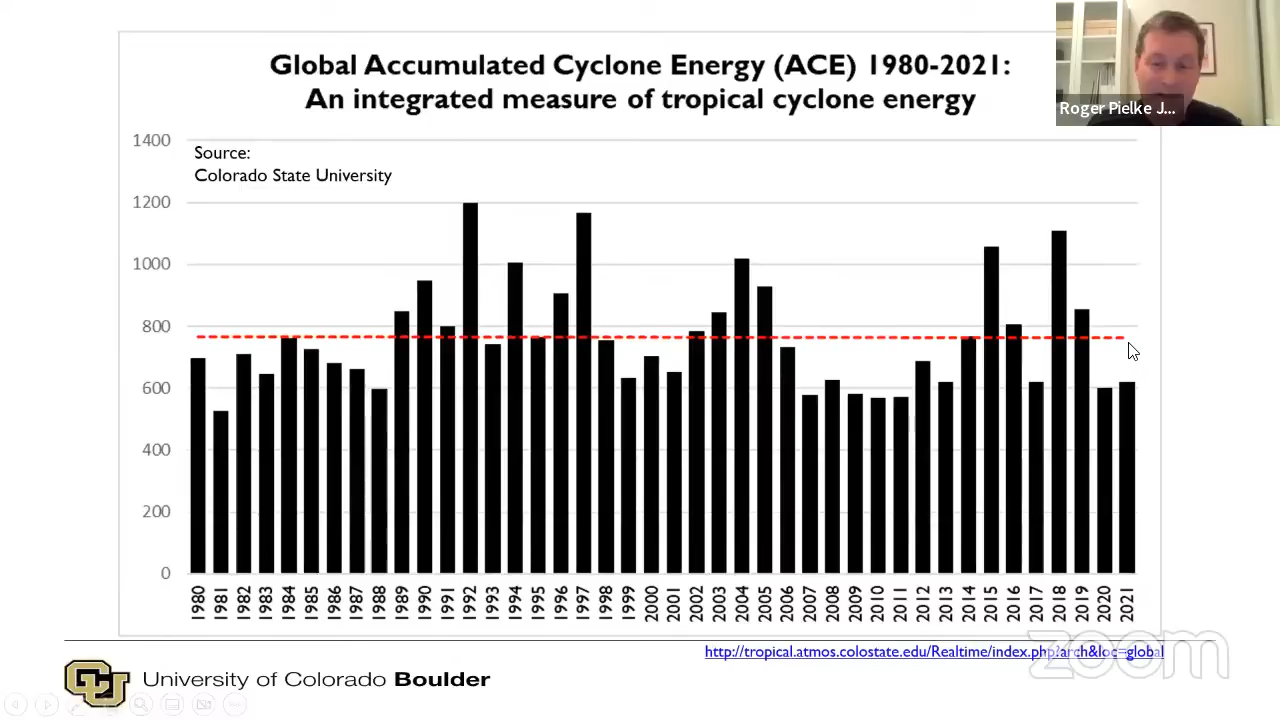 Global Accumulated Cyclone Energy (ACE) 1980-2021:
An integrated measure of tropical cyclone energy
Roger Pielke J...
1400
Source:
Colorado State University
1200
1000
800
600
400
200
0
1980 1981 1982 1983 1984 1985 1986 1987 1988 1989 1990 1991 1992 1993 1994 1995 1996 1997 1998 1999 2000 2001 2002 2003 2004 2005 2006 2007 2008 2009 2010 2011 2012 2013 2014 2015 2016 2017 2018 2019 2020 2021
http://tropical.atmos.colostate.edu/Realtime/index.php?arch&loc=global
zoom
CU University of Colorado Boulder